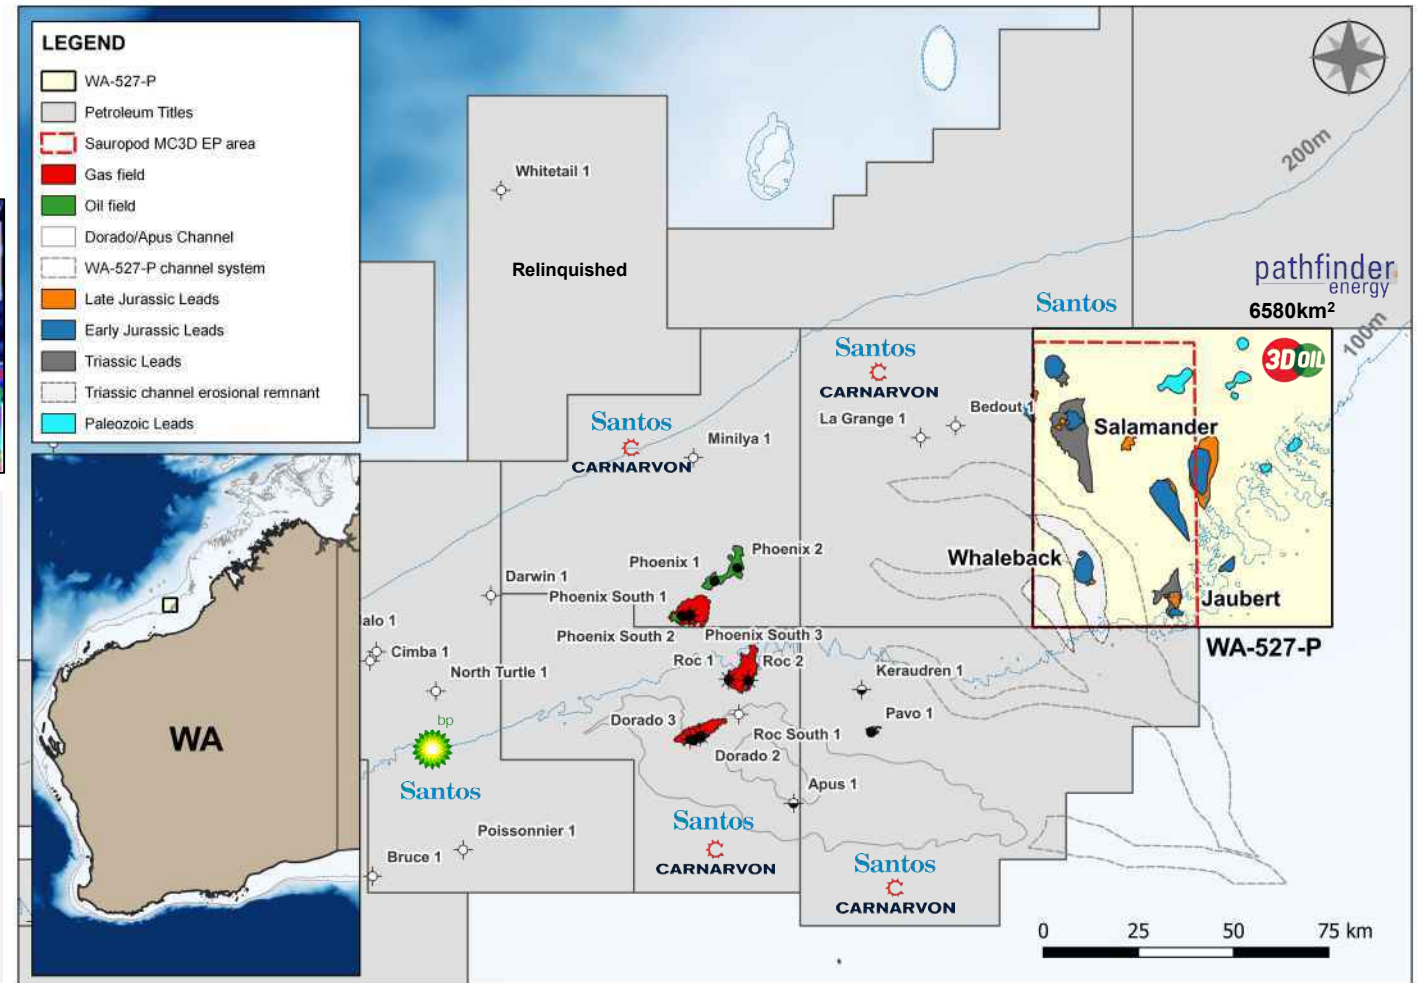 LEGEND
WA-527-P
Petroleum Titles
Sauropod MC3D EP area
Gas field
Oil field
Dorado/Apus Channel
WA-527-P channel system
Late Jurassic Leads
Early Jurassic Leads
Triassic Leads
Triassic channel erosional remnant
Paleozoic Leads
WA
Whitetail 1
Relinquished
200m
pathfinder
energy
6580km²
100m
Santos
3D OIL
Santos
CARNARVON
La Grange 1
Bedout 1
Salamander
Santos
CARNARVON
Minilya 1
Whaleback
Jaubert
WA-527-P
Phoenix 1
Phoenix 2
Darwin 1
Phoenix South 1
Phoenix South 2
Phoenix South 3
alo 1
Cimba 1
North Turtle 1
Roc 1
Roc 2
Keraudren 1
Pavo 1
Dorado 3
Roc South 1
Dorado 2
Apus 1
bp
Santos
Poissonnier 1
Bruce 1
Santos
CARNARVON
Santos
CARNARVON
0 25 50 75 km